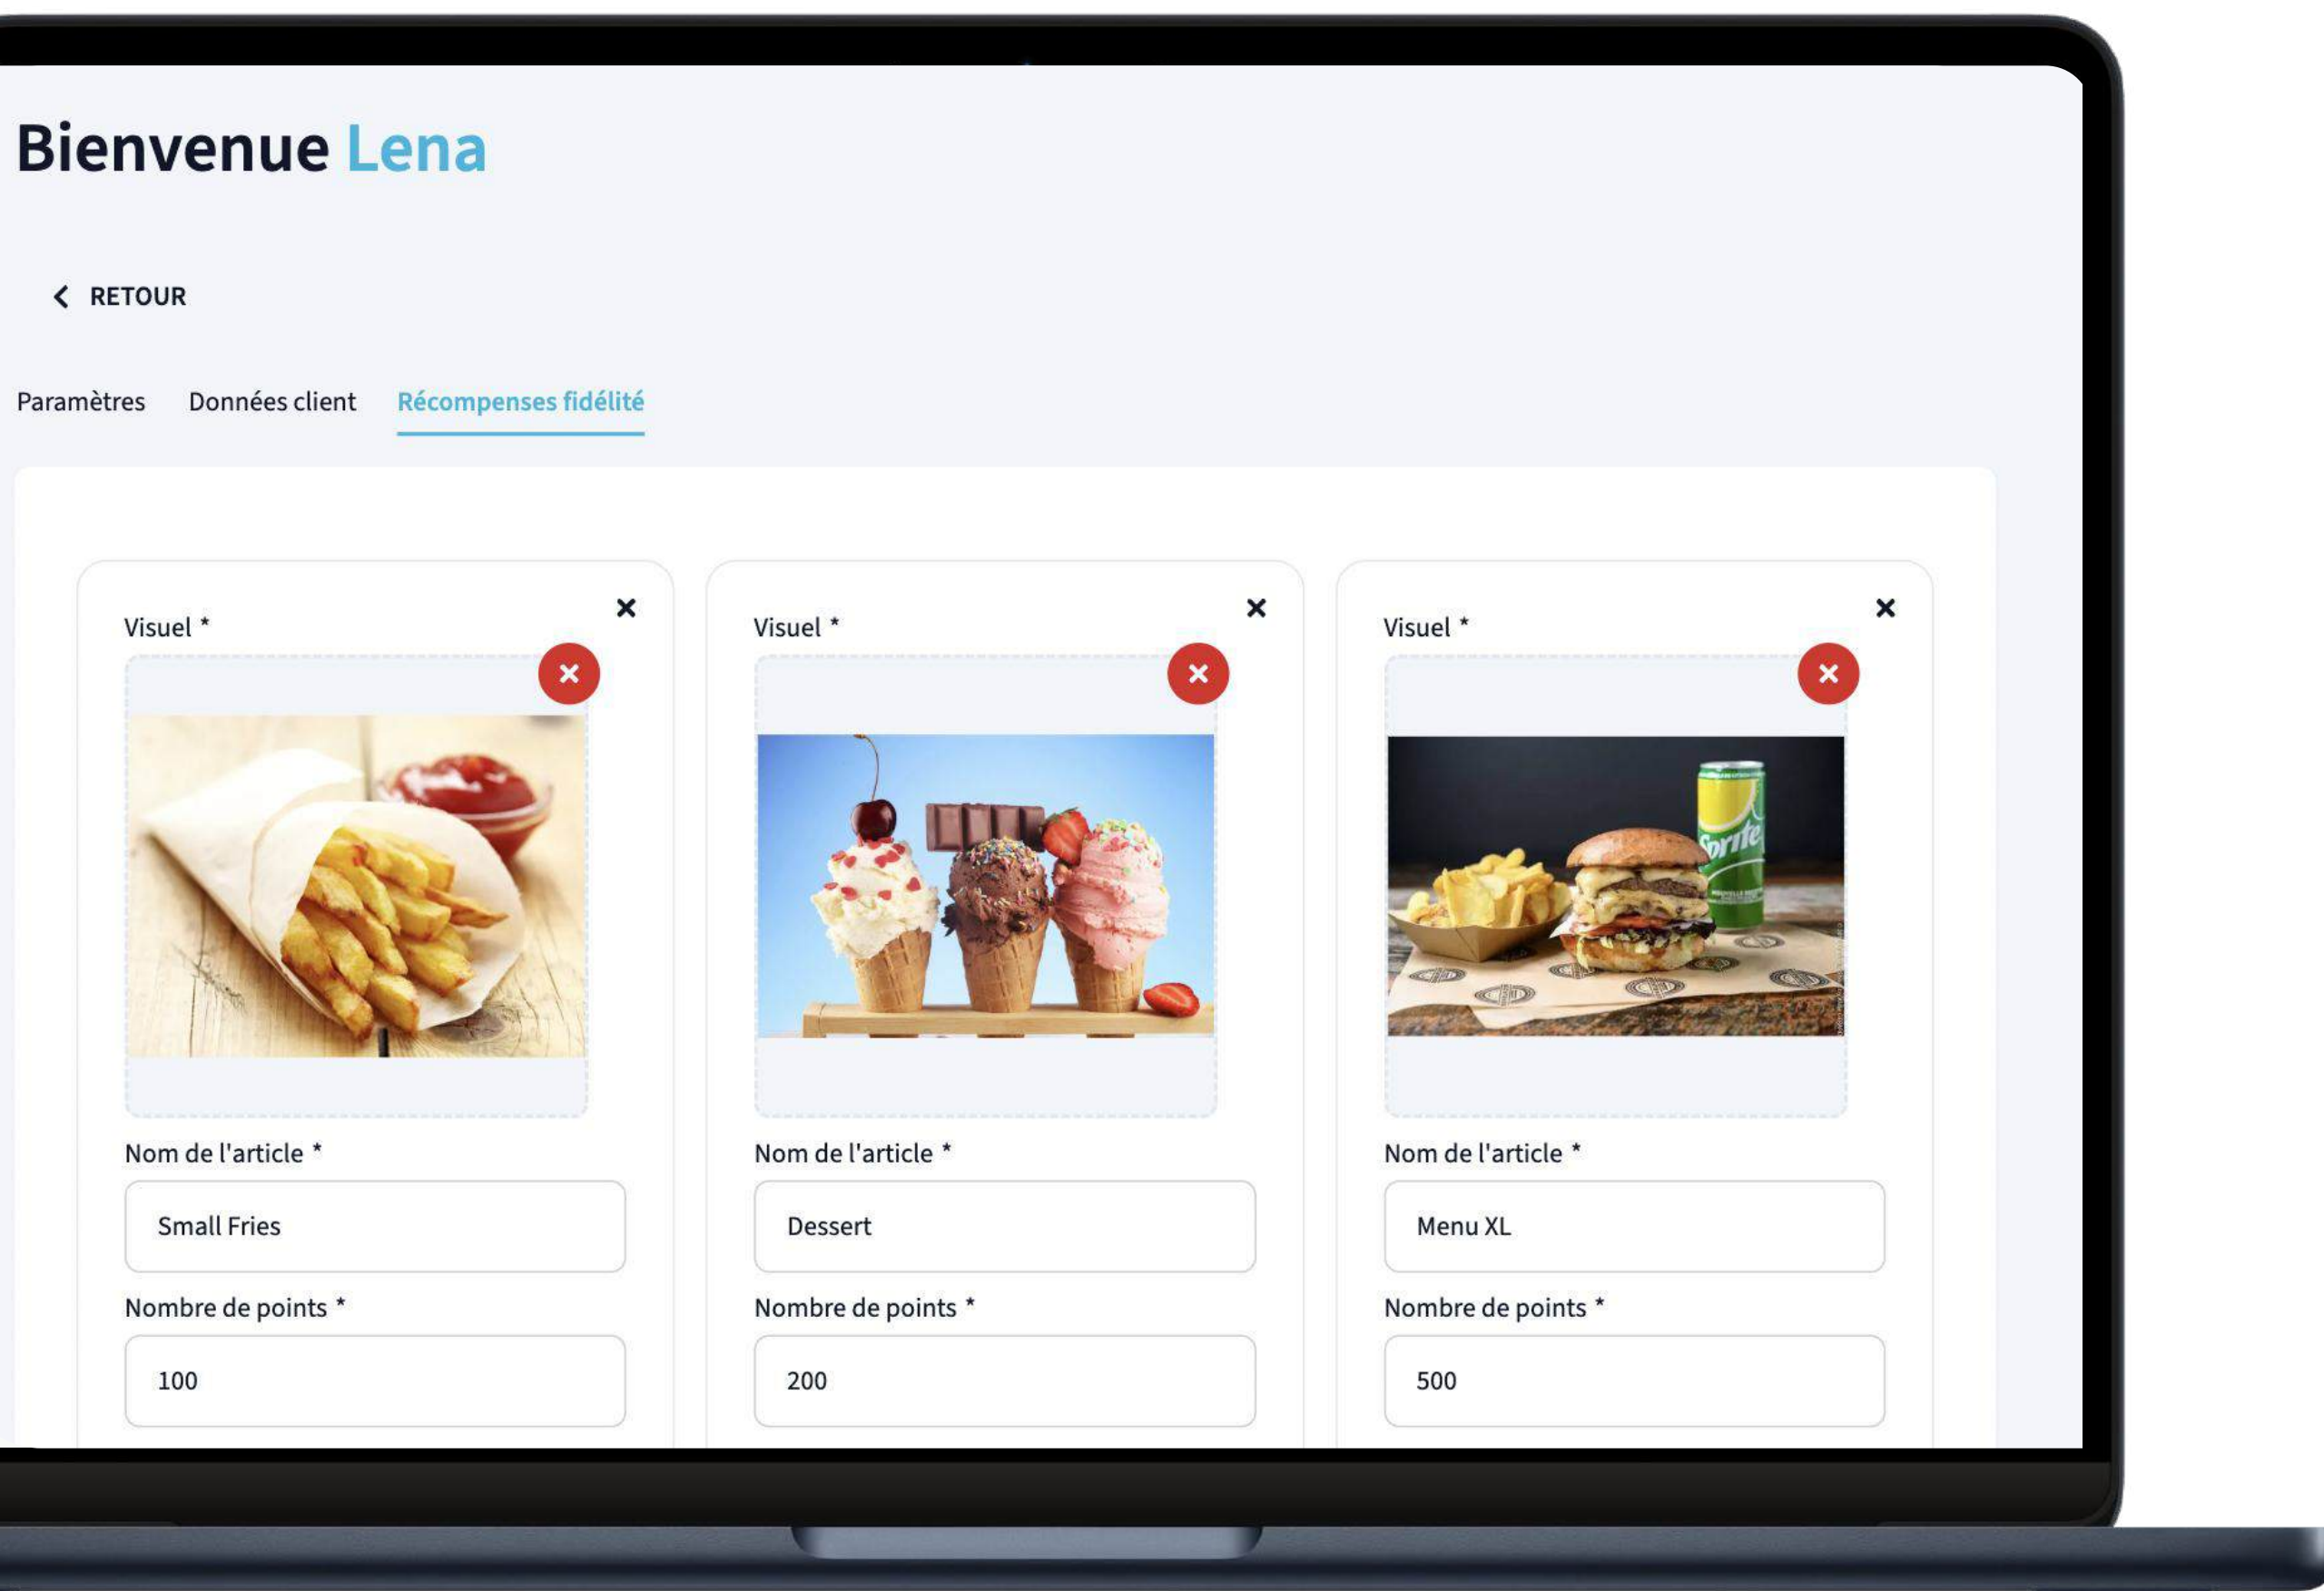 Bienvenue Lena
RETOUR
Paramètres Données client Récompenses fidélité
Visuel *
Visuel *
Visuel *
Sprite
Nom de l'article *
Nom de l'article *
Nom de l'article *
Small Fries
Dessert
Menu XL
Nombre de points *
Nombre de points *
Nombre de points *
100
200
500